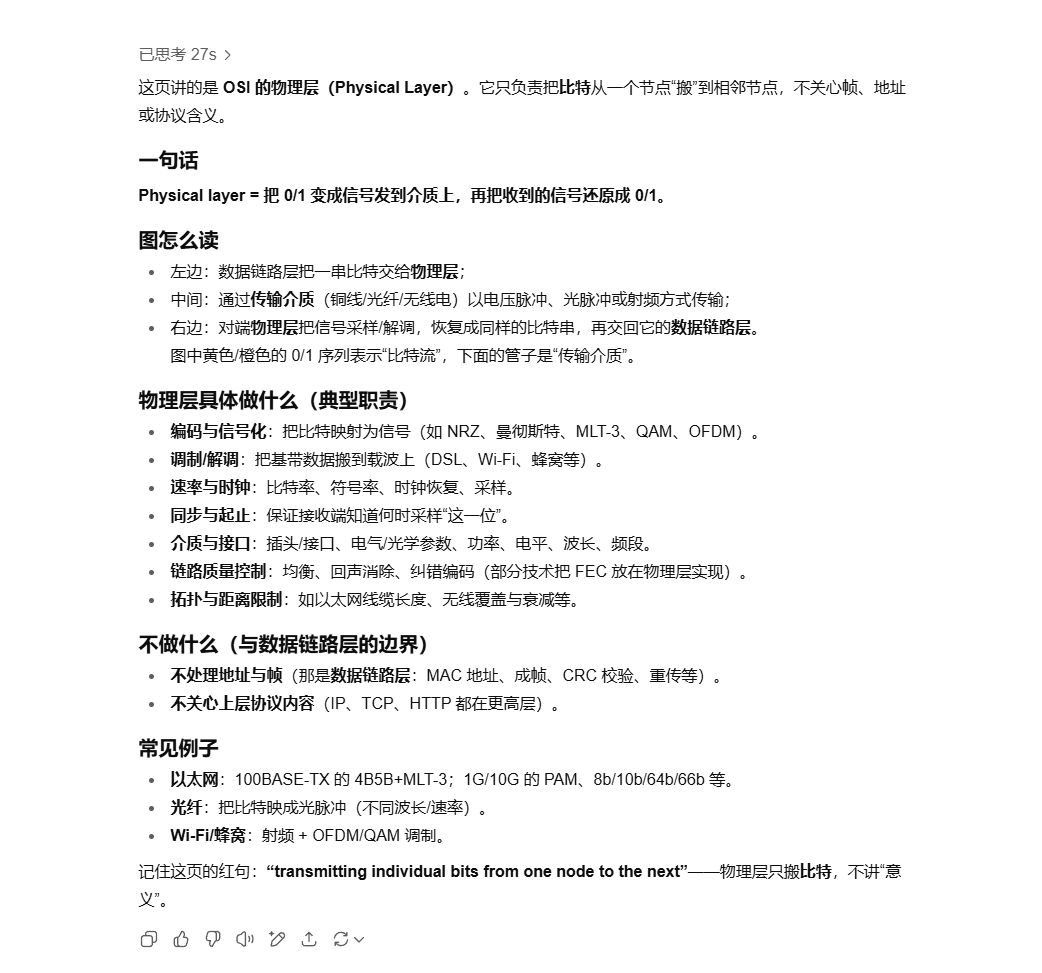 已思考 27s
这页讲的是 OSI 的物理层（Physical Layer）。它只负责把比特从一个节点“搬”到相邻节点，不关心帧、地址
或协议含义。
一句话
Physical layer = 把 0/1 变成信号发到介质上，再把收到的信号还原成 0/1。
图怎么读
• 左边：数据链路层把一串比特交给物理层；
• 中间：通过传输介质（铜线/光纤/无线电）以电压脉冲、光脉冲或射频方式传输；
• 右边：对端物理层把信号采样/解调，恢复成同样的比特串，再交回它的数据链路层。
图中黄色/橙色的 0/1 序列表示“比特流”，下面的管子是“传输介质”。
物理层具体做什么（典型职责）
• 编码与信号化：把比特映射为信号（如 NRZ、曼彻斯特、MLT-3、QAM、OFDM）。
• 调制/解调：把基带数据搬到载波上（DSL、Wi-Fi、蜂窝等）。
• 速率与时钟：比特率、符号率、时钟恢复、采样。
• 同步与起止：保证接收端知道何时采样“这一位”。
• 介质与接口：插头/接口、电气/光学参数、功率、电平、波长、频段。
• 链路质量控制：均衡、回声消除、纠错编码（部分技术把 FEC 放在物理层实现）。
• 拓扑与距离限制：如以太网线缆长度、无线覆盖与衰减等。
不做什么（与数据链路层的边界）
• 不处理地址与帧（那是数据链路层：MAC 地址、成帧、CRC 校验、重传等）。
• 不关心上层协议内容（IP、TCP、HTTP 都在更高层）。
常见例子
• 以太网：100BASE-TX 的 4B5B+MLT-3；1G/10G 的 PAM、8b/10b/64b/66b 等。
• 光纤：把比特映成光脉冲（不同波长/速率）。
• Wi-Fi/蜂窝：射频 + OFDM/QAM 调制。
记住这页的红句：“transmitting individual bits from one node to the next”——物理层只搬比特，不讲“意
义”。